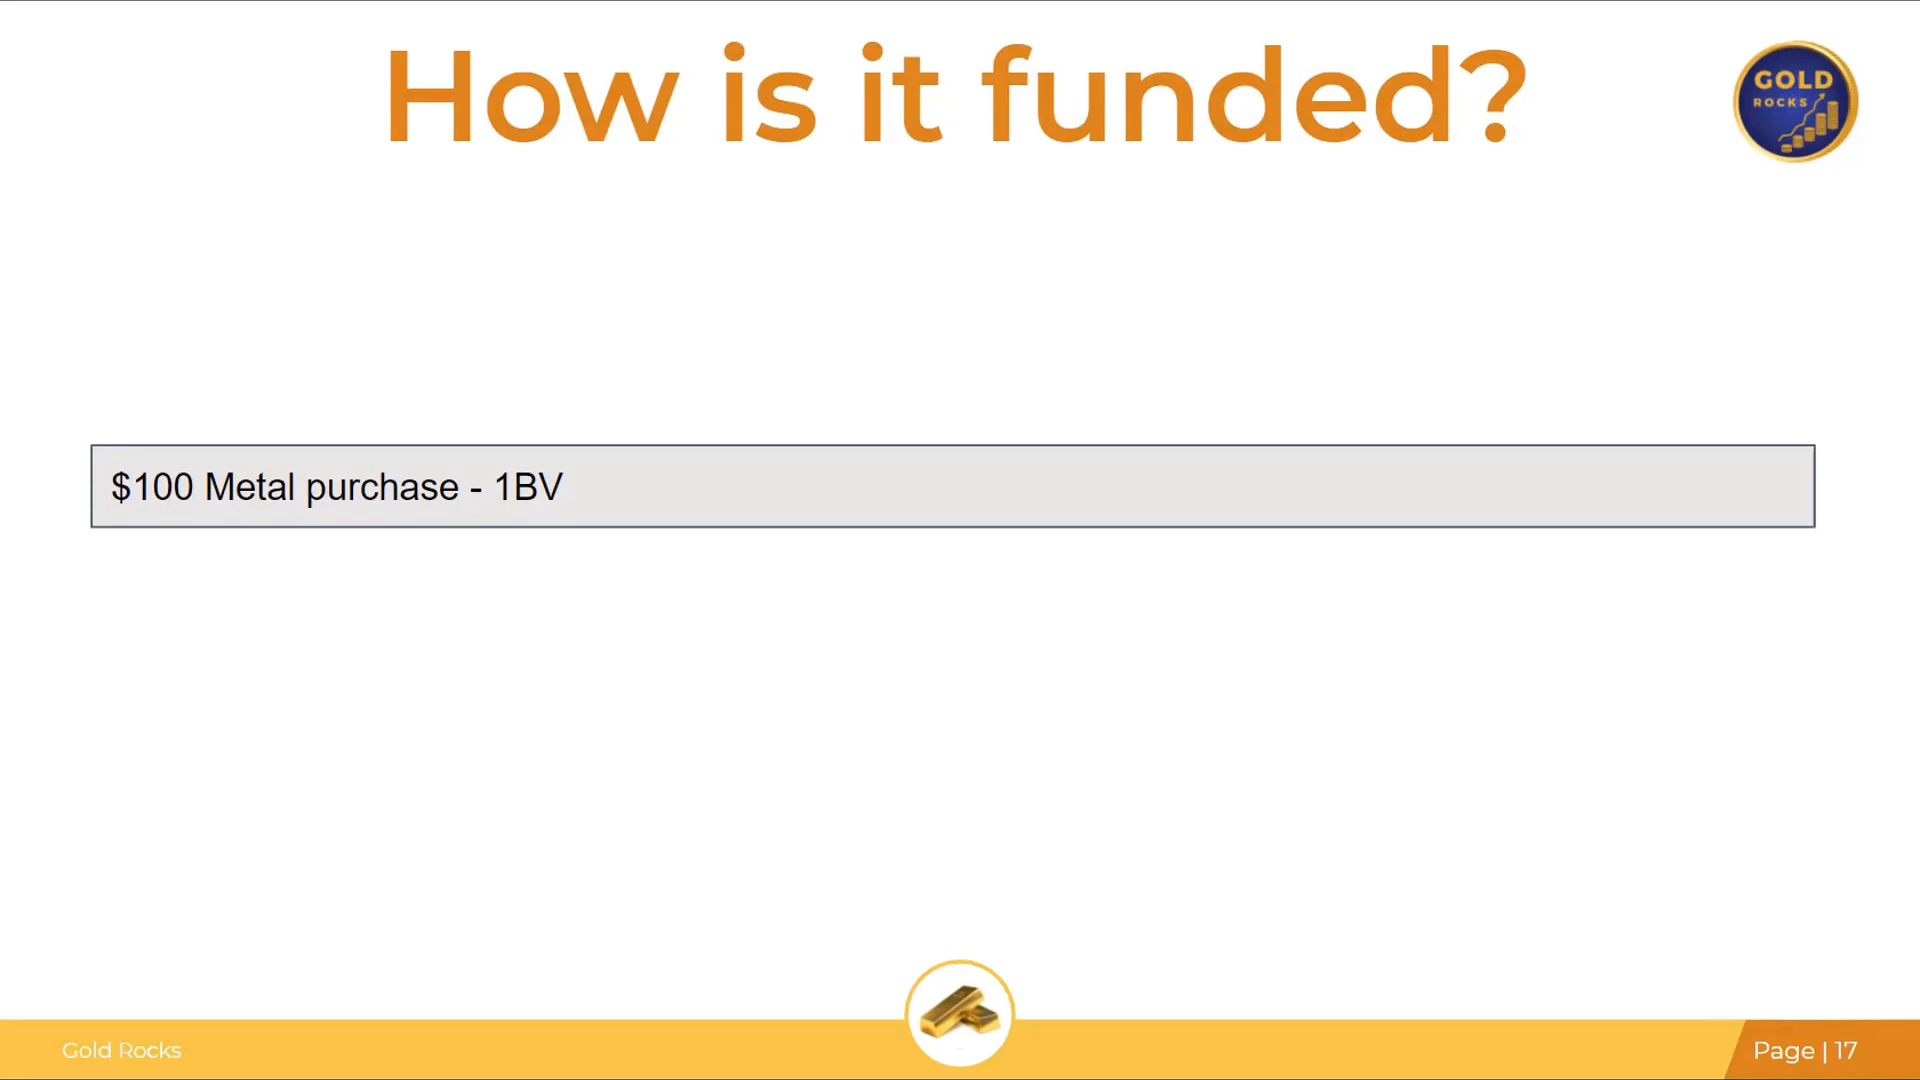 How is it funded?
GOLD
ROCKS
$100 Metal purchase - 1BV
Gold Rocks
Page | 17